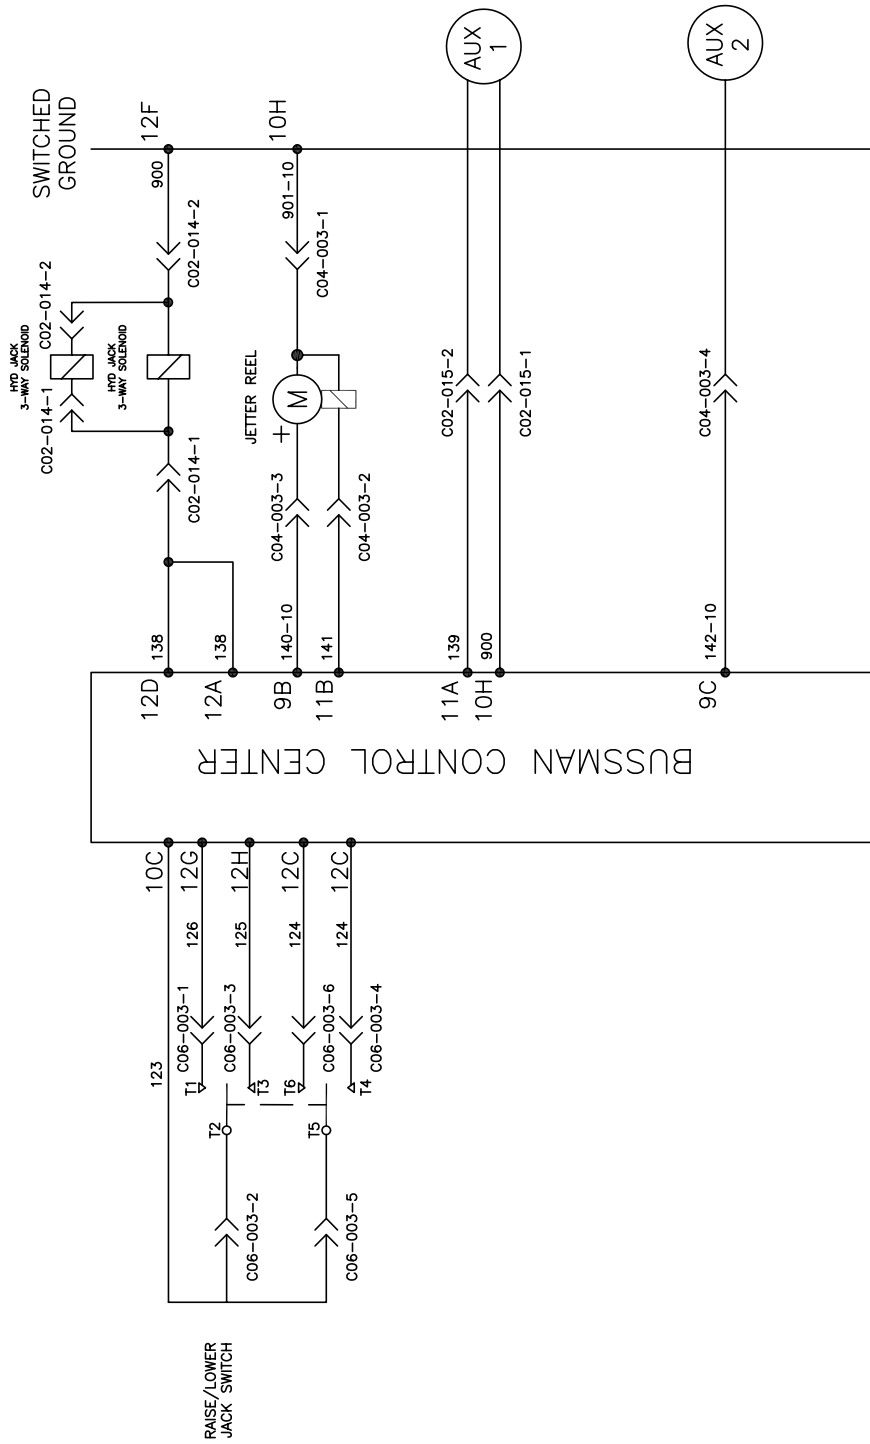 SWITCHED
GROUND
12F
10H
900
901-10
C02-014-2
C04-003-1
HYD JACK
3-WAY SOLENOID
C02-014-2
C02-014-1
HYD JACK
3-WAY SOLENOID
C02-014-1
JETTER REEL
M
+
C04-003-3
C04-003-2
AUX
1
AUX
2
C02-015-2
C02-015-1
C04-003-4
138
138
140-10
141
139
900
142-10
12D
12A
9B
11B
11A
10H
9C
BUSSMAN CONTROL CENTER
10C
12G
12H
12C
12C
123
126
125
124
124
C06-003-1
C06-003-3
C06-003-6
C06-003-4
T1
T3
T6
T4
T2
T5
C06-003-2
C06-003-5
RAISE/LOWER
JACK SWITCH